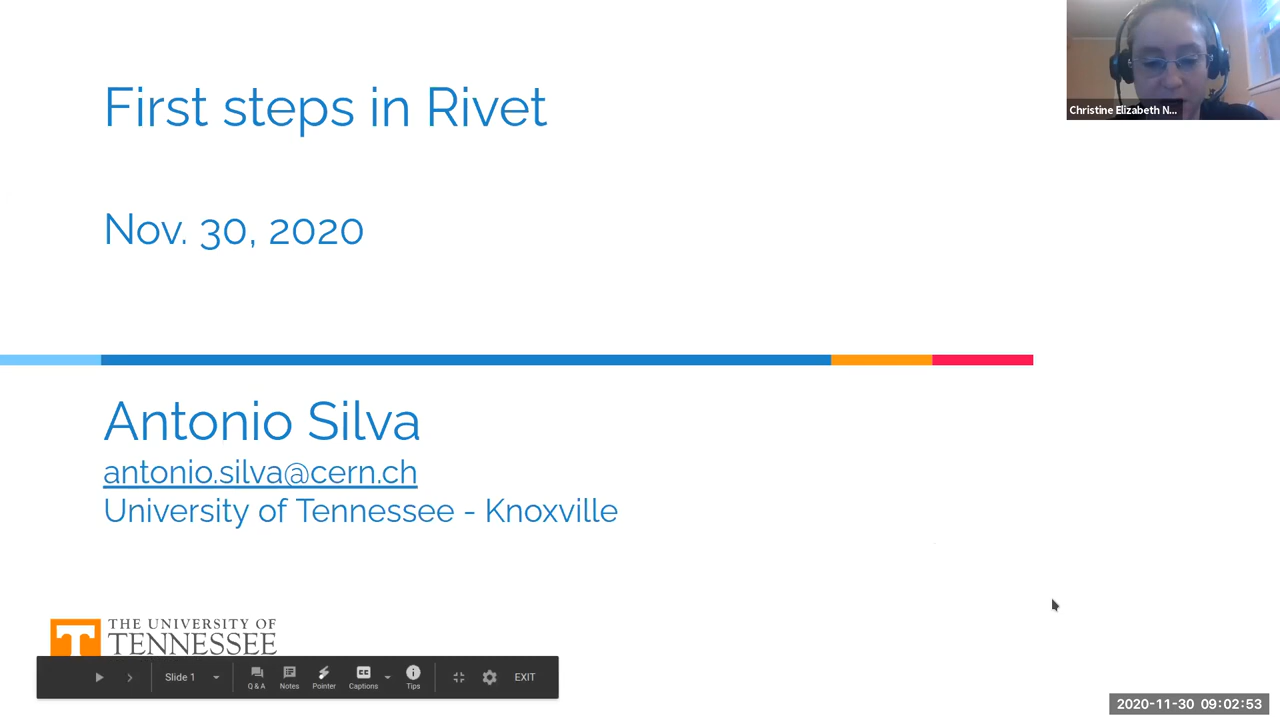 First steps in Rivet
Christine Elizabeth N...
Nov. 30, 2020
Antonio Silva
antonio.silva@cern.ch
University of Tennessee - Knoxville
THE UNIVERSITY OF
TENNESSEE
Slide 1
Q & A
Notes
Pointer
CC
Captions
Tips
EXIT
2020-11-30 09:02:53